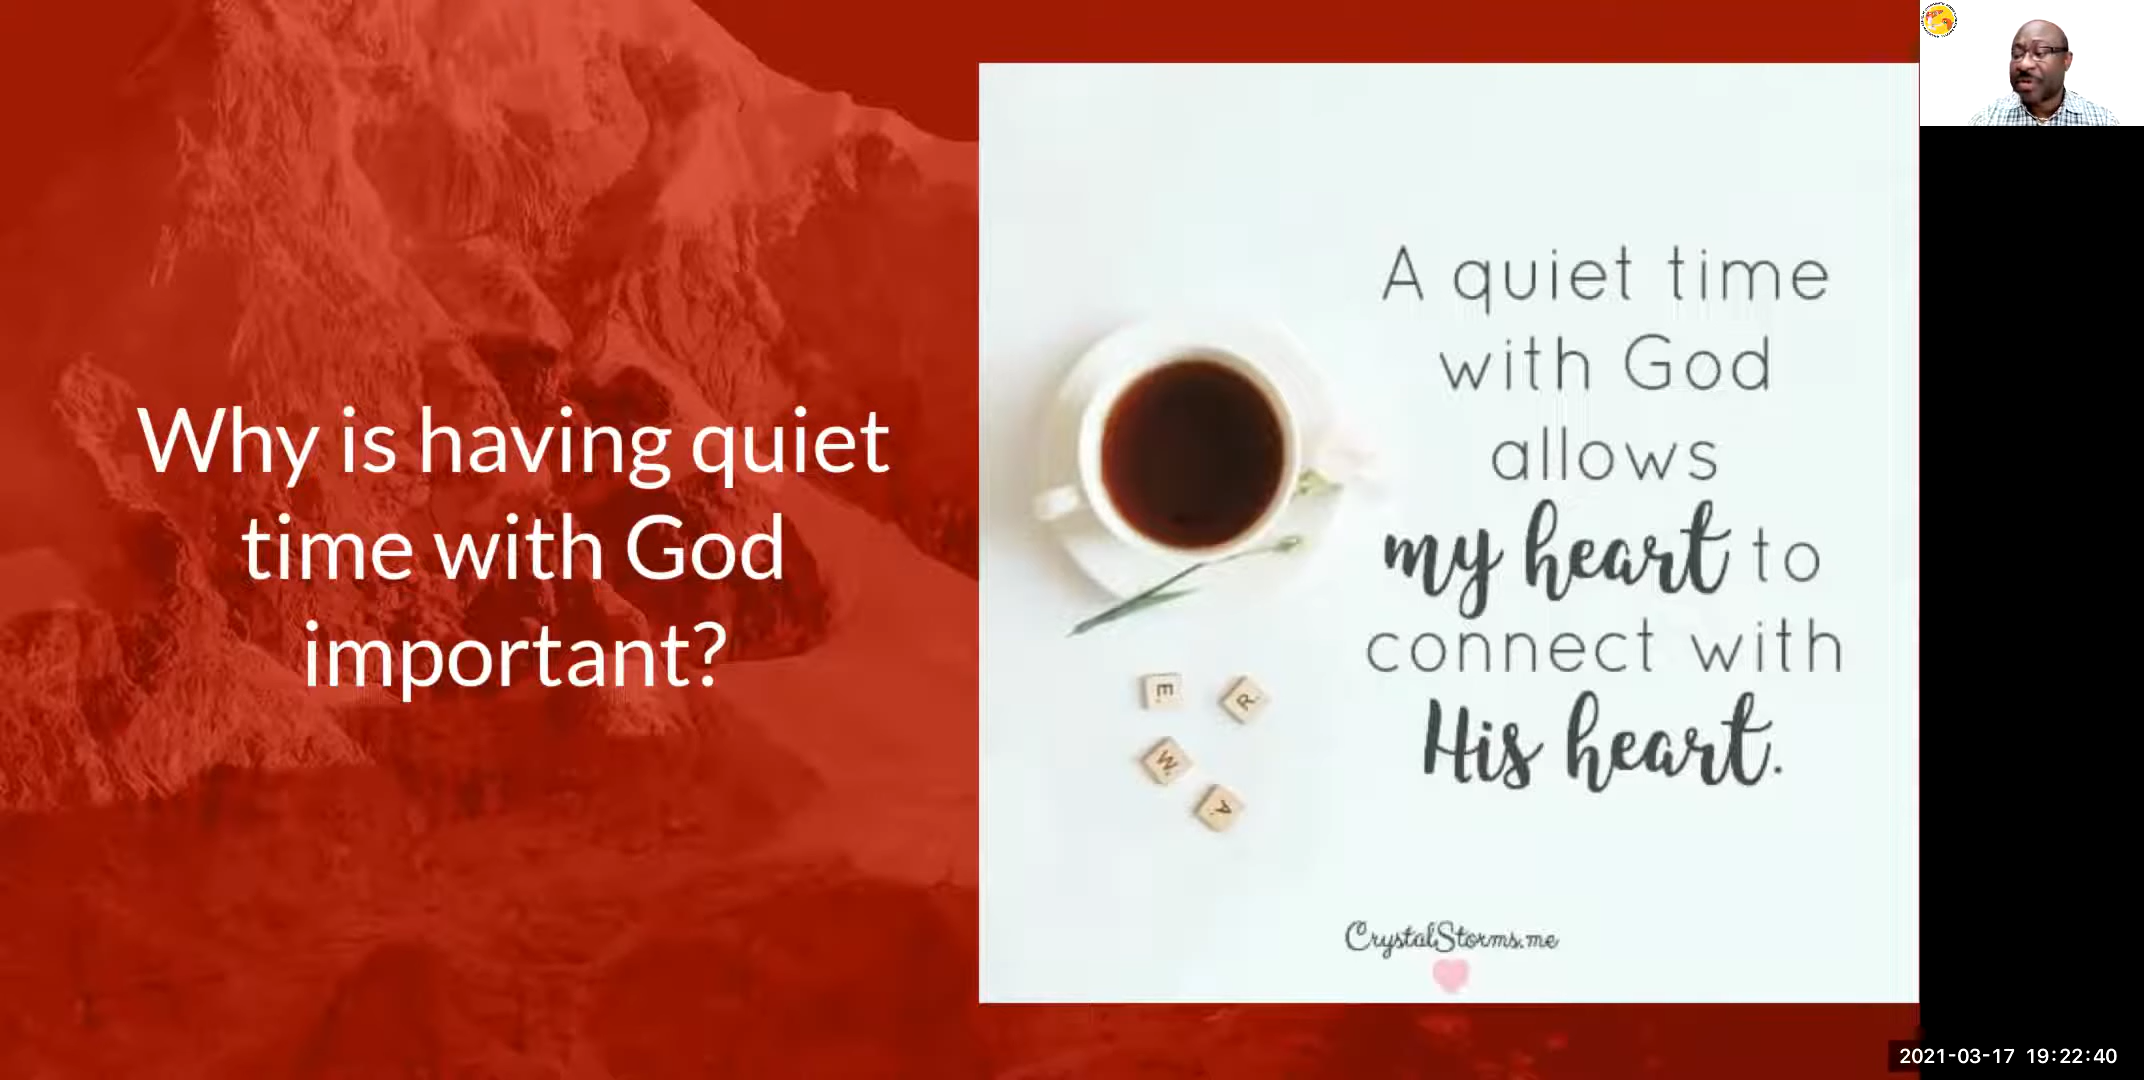 Why is having quiet
time with God
important?
A quiet time
with God
allows
my heart to
connect with
His heart.
E
R
W
A
CrystalStorms.me
2021-03-17 19:22:40